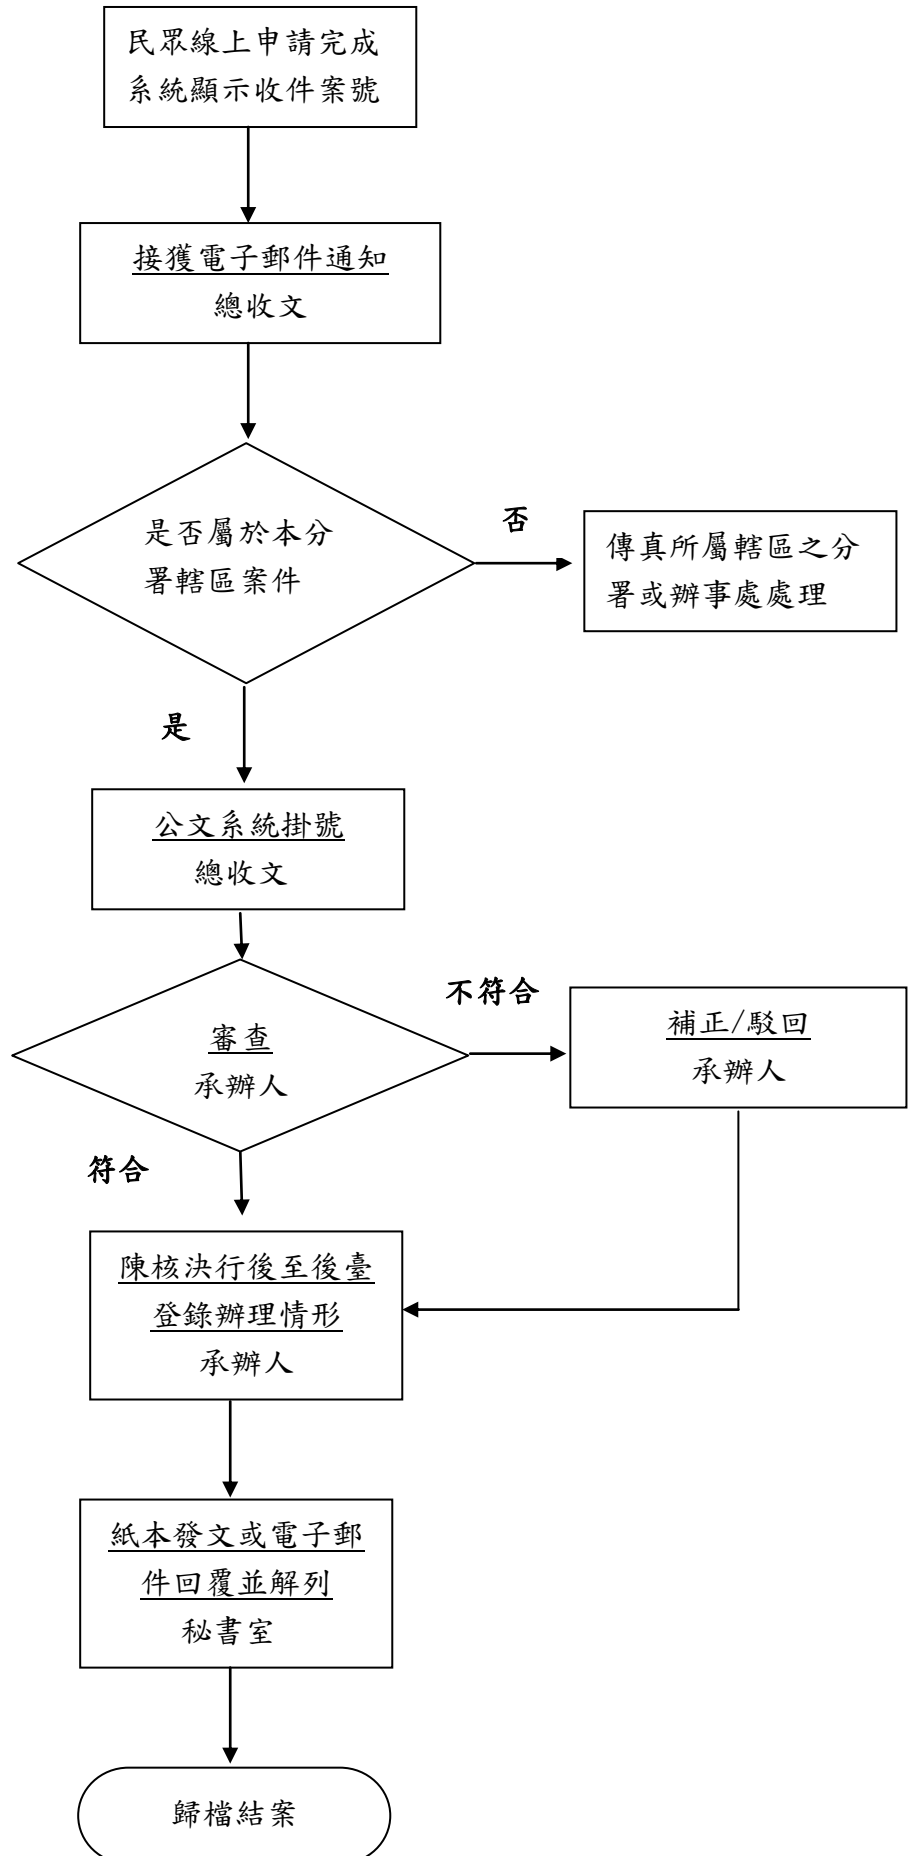 民眾線上申請完成
系統顯示收件案號
接獲電子郵件通知
總收文
是否屬於本分
署轄區案件
否
傳真所屬轄區之分
署或辦事處處理
是
公文系統掛號
總收文
審查
承辦人
不符合
補正/駁回
承辦人
符合
陳核決行後至後臺
登錄辦理情形
承辦人
紙本發文或電子郵
件回覆並解列
秘書室
歸檔結案